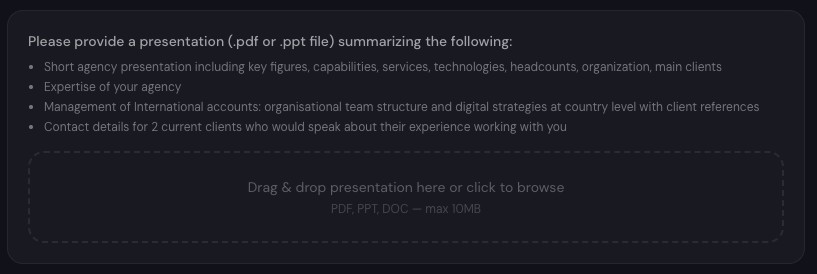 Please provide a presentation (.pdf or .ppt file) summarizing the following:
• Short agency presentation including key figures, capabilities, services, technologies, headcounts, organization, main clients
• Expertise of your agency
• Management of International accounts: organisational team structure and digital strategies at country level with client references
• Contact details for 2 current clients who would speak about their experience working with you
Drag & drop presentation here or click to browse
PDF, PPT, DOC — max 10MB